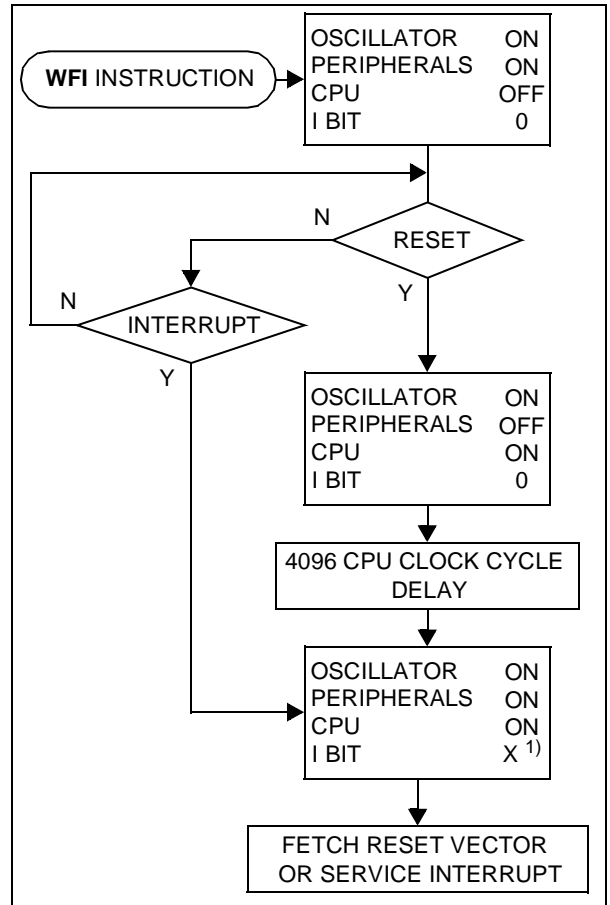 WFI INSTRUCTION
OSCILLATOR ON
PERIPHERALS ON
CPU OFF
I BIT 0
N
RESET
Y
N
INTERRUPT
Y
OSCILLATOR ON
PERIPHERALS OFF
CPU ON
I BIT 0
4096 CPU CLOCK CYCLE
DELAY
OSCILLATOR ON
PERIPHERALS ON
CPU ON
I BIT X 1)
FETCH RESET VECTOR
OR SERVICE INTERRUPT